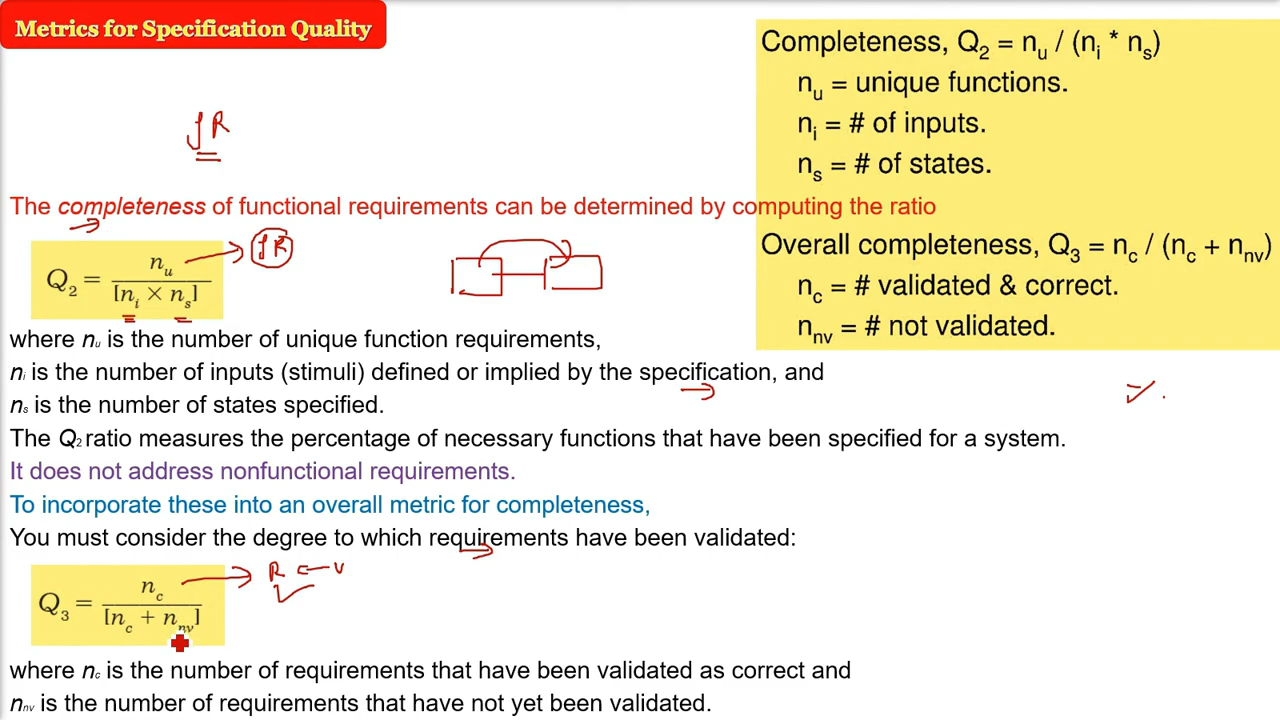 Metrics for Specification Quality
Completeness, Q2 = nu / (ni * ns)
nu = unique functions.
ni = # of inputs.
ns = # of states.
Overall completeness, Q3 = nc / (nc + nnv)
nc = # validated & correct.
nnv = # not validated.
fR
The completeness of functional requirements can be determined by computing the ratio
Q2 = nu / [ni × ns]
fR
where nu is the number of unique function requirements,
ni is the number of inputs (stimuli) defined or implied by the specification, and
ns is the number of states specified.
The Q2 ratio measures the percentage of necessary functions that have been specified for a system.
It does not address nonfunctional requirements.
To incorporate these into an overall metric for completeness,
You must consider the degree to which requirements have been validated:
Q3 = nc / [nc + nnv]
R ← v
where nc is the number of requirements that have been validated as correct and
nnv is the number of requirements that have not yet been validated.